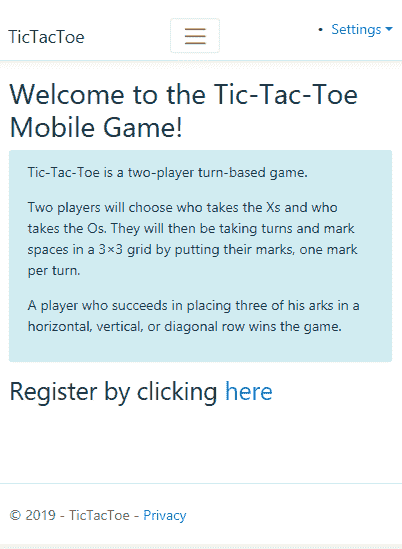 TicTacToe
• Settings
Welcome to the Tic-Tac-Toe
Mobile Game!
Tic-Tac-Toe is a two-player turn-based game.
Two players will choose who takes the Xs and who
takes the Os. They will then be taking turns and mark
spaces in a 3×3 grid by putting their marks, one mark
per turn.
A player who succeeds in placing three of his arks in a
horizontal, vertical, or diagonal row wins the game.
Register by clicking here
© 2019 - TicTacToe - Privacy